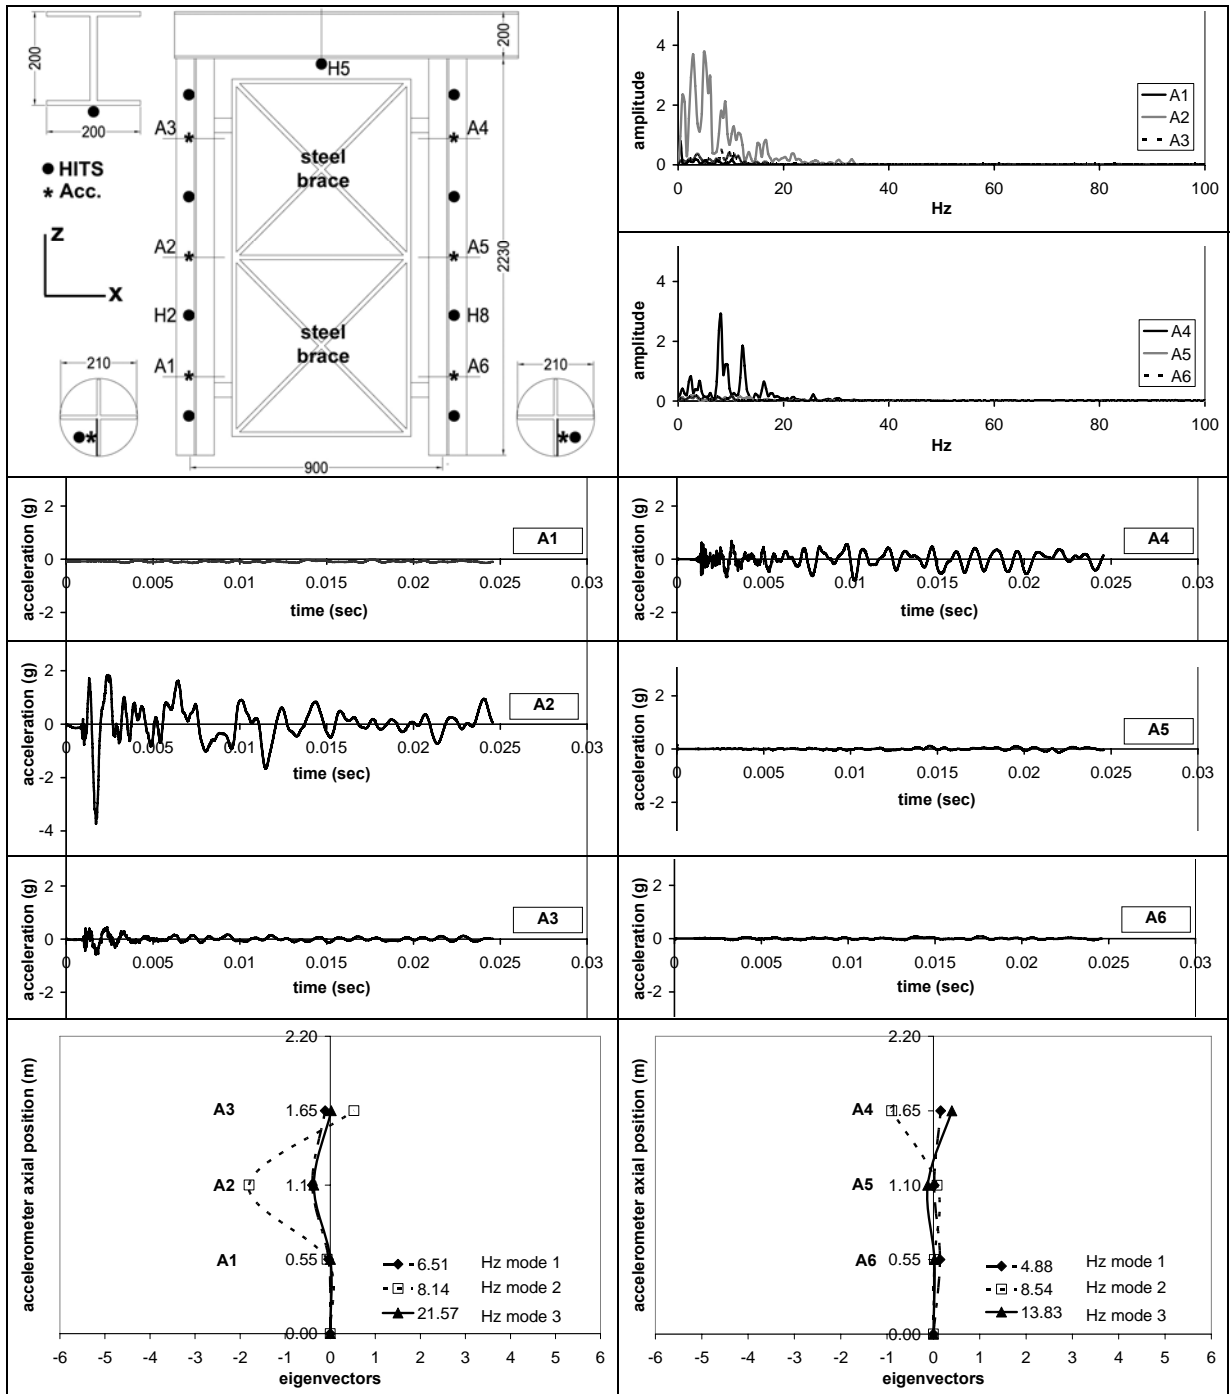 200
200
HITS
* Acc.
z
x
210
H5
A3
A4
steel
brace
A2
A5
H2
H8
steel
brace
A1
A6
900
200
2230
210
amplitude
4
2
0
0 20 40 60 80 100
Hz
A1
A2
A3
amplitude
4
2
0
0 20 40 60 80 100
Hz
A4
A5
A6
acceleration (g)
2
0
-2
0 0.005 0.01 0.015 0.02 0.025 0.03
time (sec)
A1
acceleration (g)
2
0
-2
0 0.005 0.01 0.015 0.02 0.025 0.03
time (sec)
A4
acceleration (g)
2
0
-2
-4
0 0.005 0.01 0.015 0.02 0.025 0.03
time (sec)
A2
acceleration (g)
2
0
-2
0 0.005 0.01 0.015 0.02 0.025 0.03
time (sec)
A5
acceleration (g)
2
0
-2
0 0.005 0.01 0.015 0.02 0.025 0.03
time (sec)
A3
acceleration (g)
2
0
-2
0 0.005 0.01 0.015 0.02 0.025 0.03
time (sec)
A6
accelerometer axial position (m)
2.20
A3 1.65
A2 1.1
A1 0.55
0.00
6.51 Hz mode 1
8.14 Hz mode 2
21.57 Hz mode 3
-6 -5 -4 -3 -2 -1 0 1 2 3 4 5 6
eigenvectors
accelerometer axial position (m)
2.20
A4 1.65
A5 1.10
A6 0.55
0.00
4.88 Hz mode 1
8.54 Hz mode 2
13.83 Hz mode 3
-6 -5 -4 -3 -2 -1 0 1 2 3 4 5 6
eigenvectors